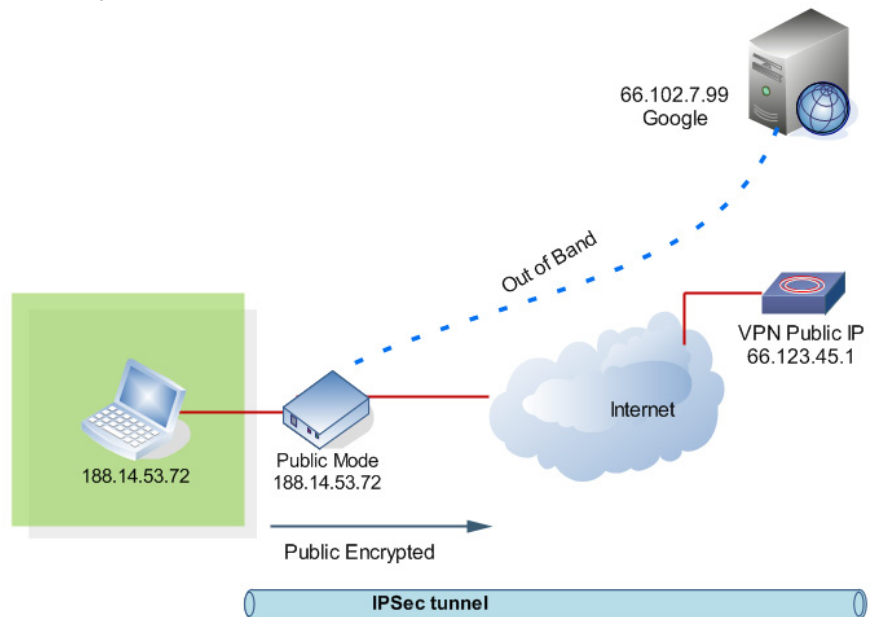 66.102.7.99
Google
Out of Band
VPN Public IP
66.123.45.1
Internet
188.14.53.72
Public Mode
188.14.53.72
Public Encrypted
IPSec tunnel